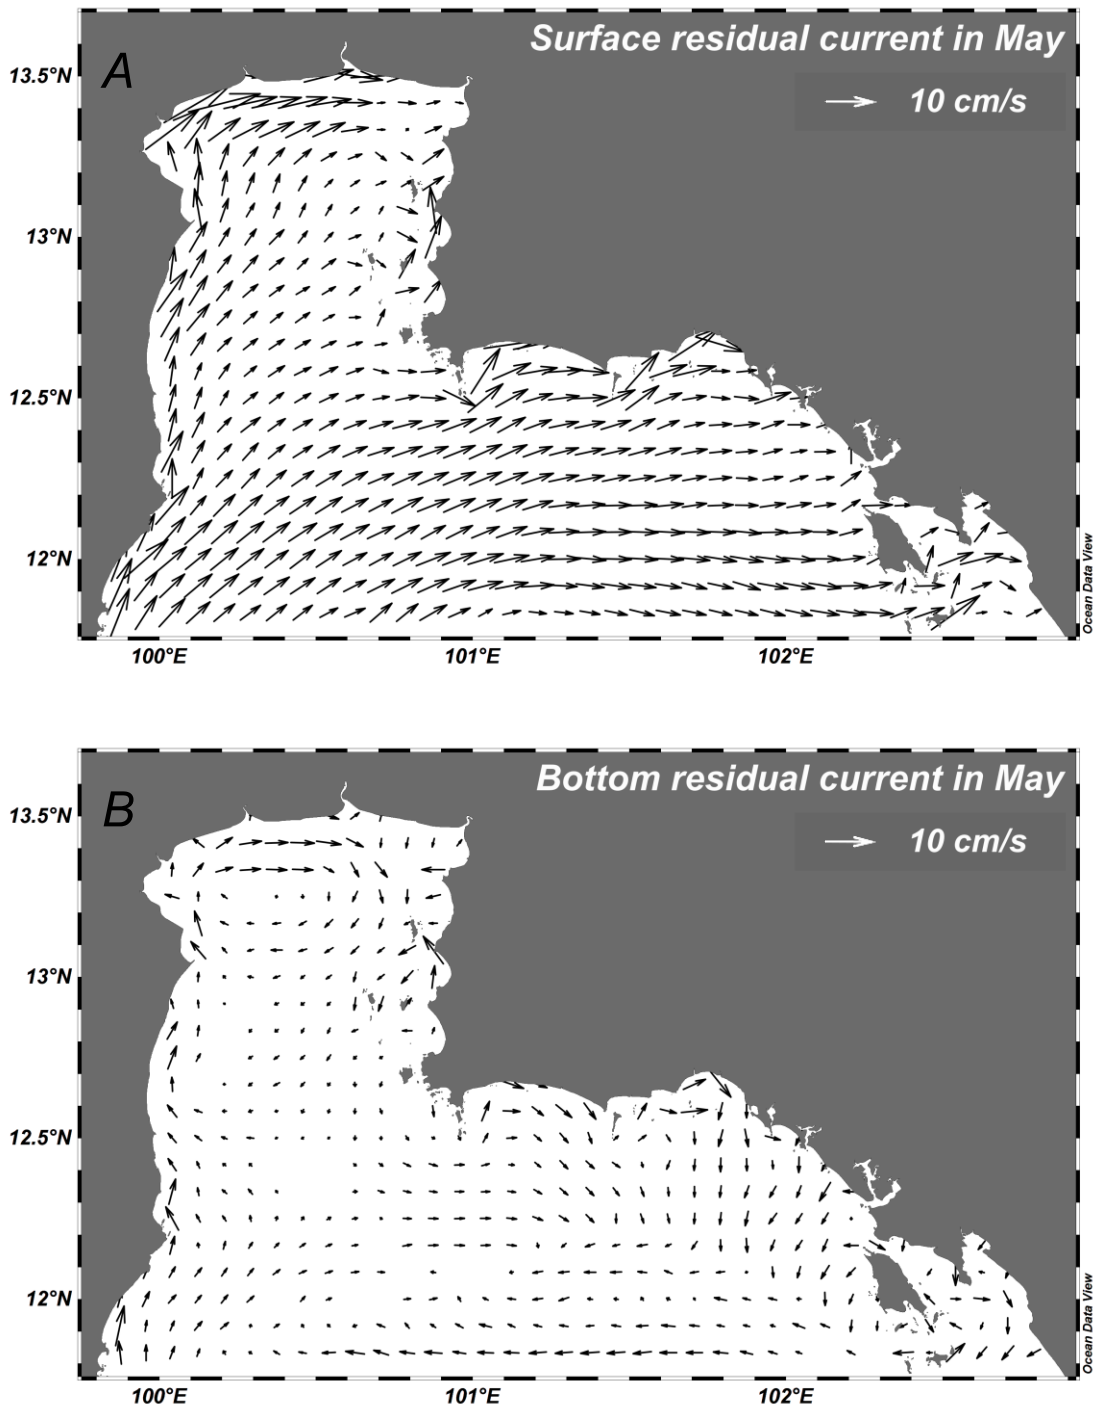 Surface residual current in May
A
10 cm/s
13.5°N
13°N
12.5°N
12°N
100°E 101°E 102°E
Ocean Data View
Bottom residual current in May
B
10 cm/s
13.5°N
13°N
12.5°N
12°N
100°E 101°E 102°E
Ocean Data View